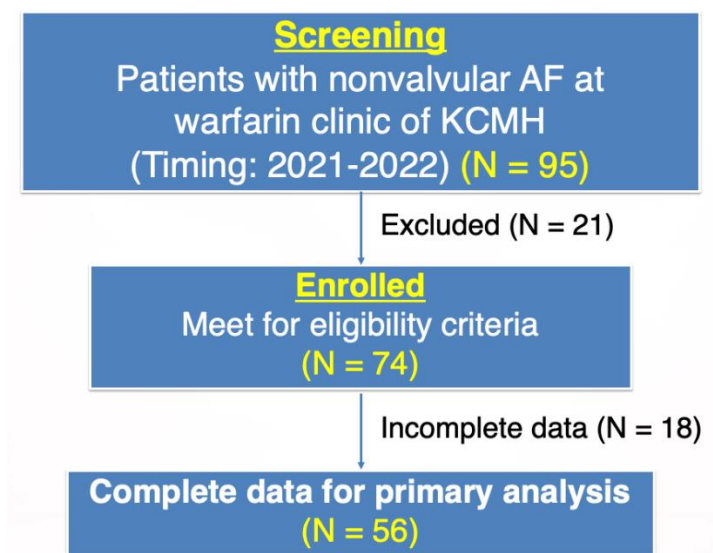 Screening
Patients with nonvalvular AF at
warfarin clinic of KCMH
(Timing: 2021-2022) (N = 95)
Excluded (N = 21)
Enrolled
Meet for eligibility criteria
(N = 74)
Incomplete data (N = 18)
Complete data for primary analysis
(N = 56)